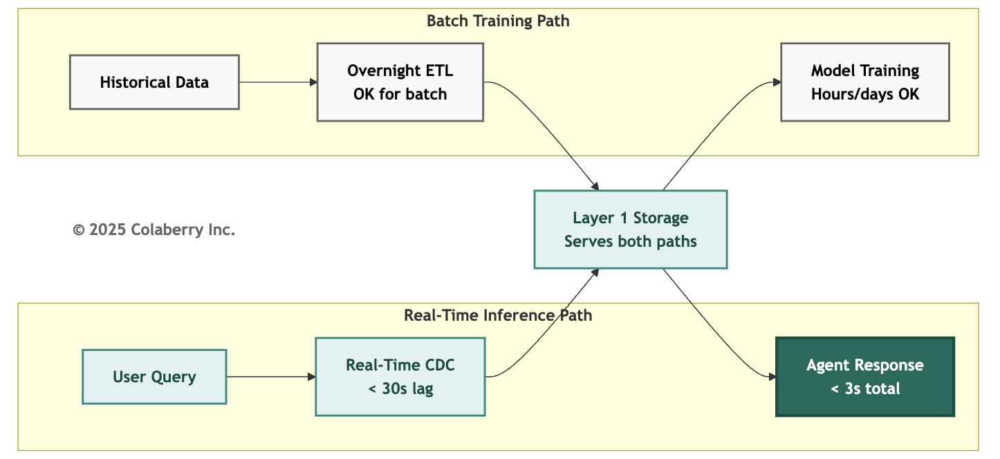 Batch Training Path
Historical Data
Overnight ETL
OK for batch
Model Training
Hours/days OK
Layer 1 Storage
Serves both paths
© 2025 Colaberry Inc.
Real-Time Inference Path
User Query
Real-Time CDC
< 30s lag
Agent Response
< 3s total